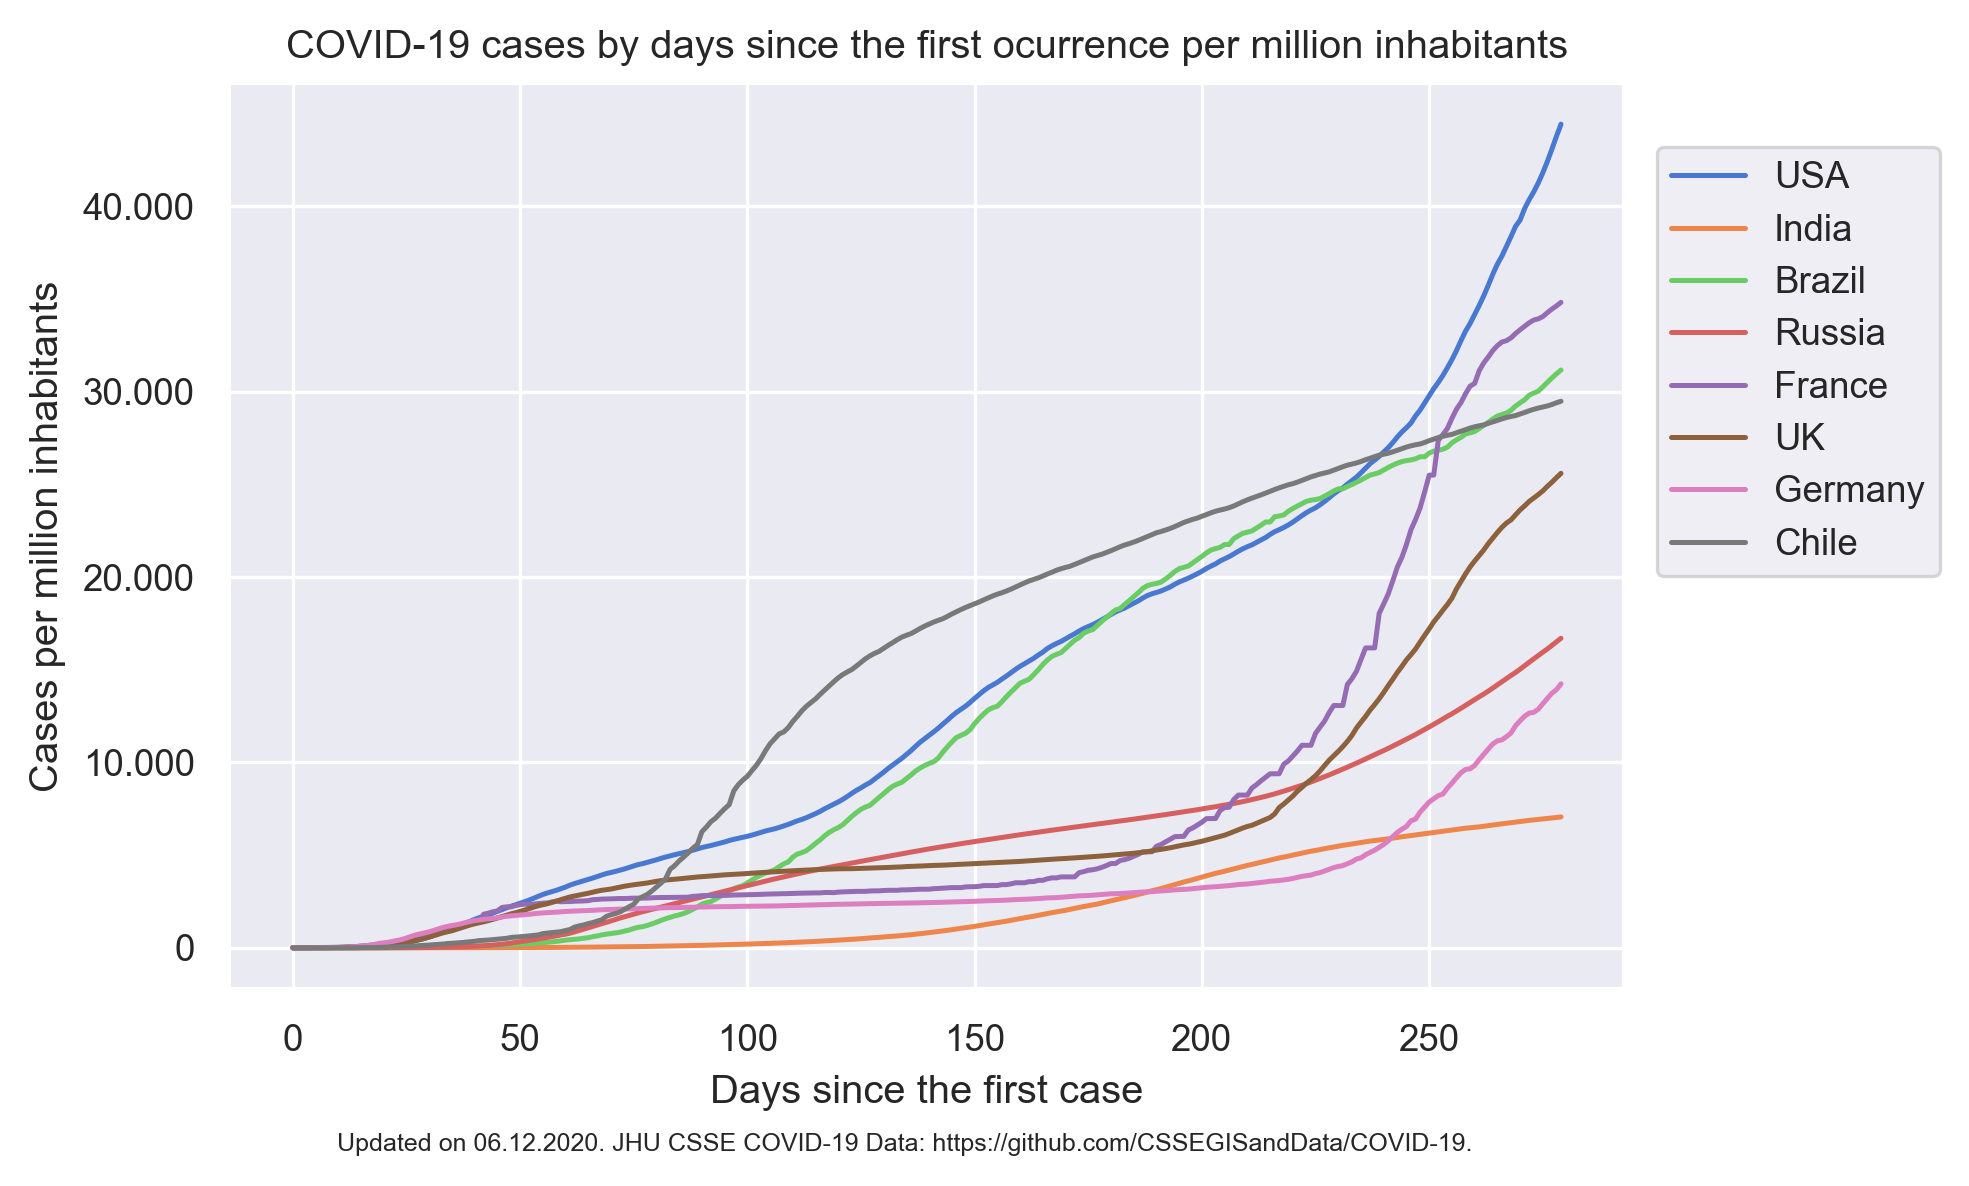 COVID-19 cases by days since the first ocurrence per million inhabitants
Cases per million inhabitants
40.000
30.000
20.000
10.000
0
0 50 100 150 200 250
Days since the first case
USA
India
Brazil
Russia
France
UK
Germany
Chile
Updated on 06.12.2020. JHU CSSE COVID-19 Data: https://github.com/CSSEGISandData/COVID-19.